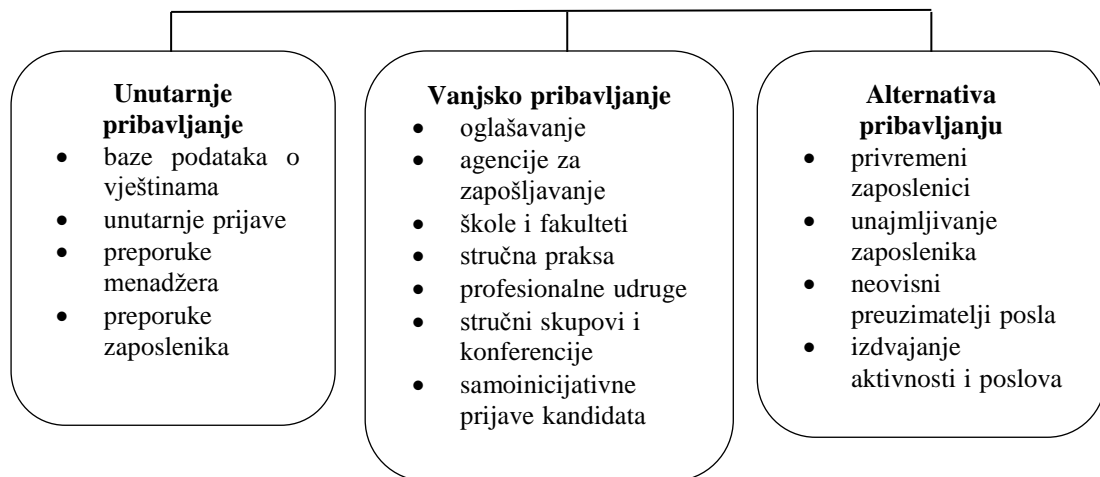 Unutarnje
pribavljanje
• baze podataka o
vještinama
• unutarnje prijave
• preporuke
menadžera
• preporuke
zaposlenika
Vanjsko pribavljanje
• oglašavanje
• agencije za
zapošljavanje
• škole i fakulteti
• stručna praksa
• profesionalne udruge
• stručni skupovi i
konferencije
• samoinicijativne
prijave kandidata
Alternativa
pribavljanju
• privremeni
zaposlenici
• unajmljivanje
zaposlenika
• neovisni
preuzimatelji posla
• izdvajanje
aktivnosti i poslova